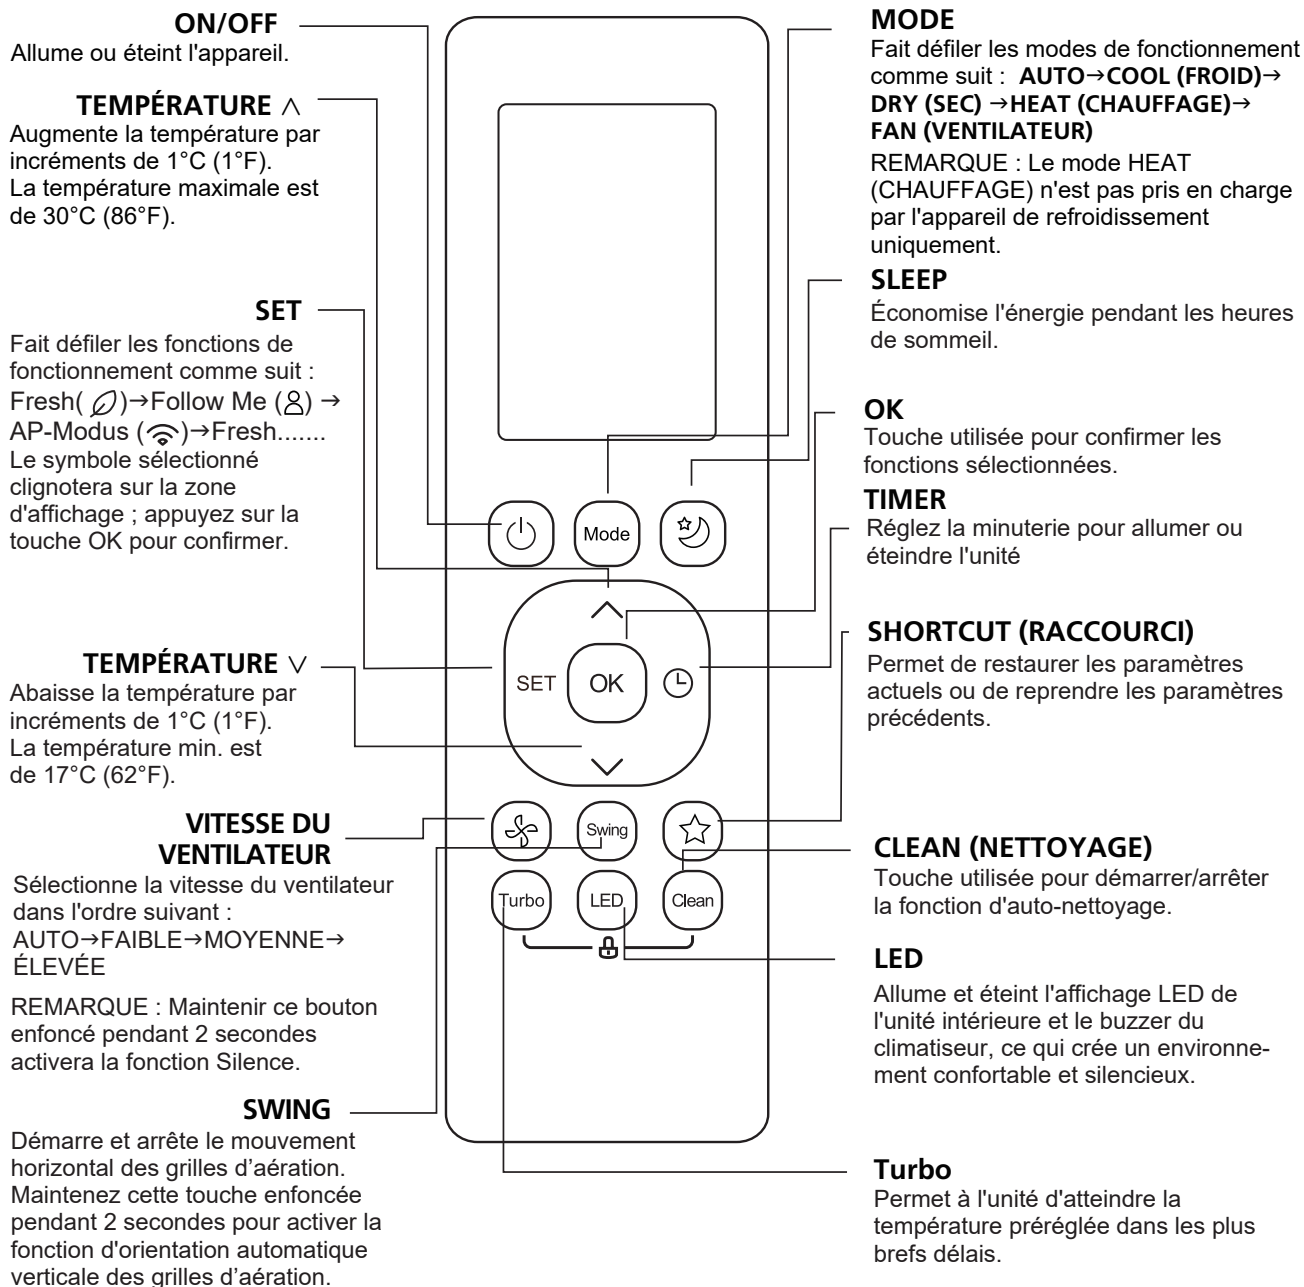 ON/OFF
Allume ou éteint l'appareil.
TEMPÉRATURE ∧
Augmente la température par
incréments de 1°C (1°F).
La température maximale est
de 30°C (86°F).
SET
Fait défiler les fonctions de
fonctionnement comme suit :
Fresh( )→Follow Me ( ) →
AP-Modus ( )→Fresh.......
Le symbole sélectionné
clignotera sur la zone
d'affichage ; appuyez sur la
touche OK pour confirmer.
TEMPÉRATURE ∨
Abaisse la température par
incréments de 1°C (1°F).
La température min. est
de 17°C (62°F).
VITESSE DU
VENTILATEUR
Sélectionne la vitesse du ventilateur
dans l'ordre suivant :
AUTO→FAIBLE→MOYENNE→
ÉLEVÉE
REMARQUE : Maintenir ce bouton
enfoncé pendant 2 secondes
activera la fonction Silence.
SWING
Démarre et arrête le mouvement
horizontal des grilles d’aération.
Maintenez cette touche enfoncée
pendant 2 secondes pour activer la
fonction d'orientation automatique
verticale des grilles d’aération.
Mode
SET
OK
Swing
Turbo
LED
Clean
MODE
Fait défiler les modes de fonctionnement
comme suit : AUTO→COOL (FROID)→
DRY (SEC) →HEAT (CHAUFFAGE)→
FAN (VENTILATEUR)
REMARQUE : Le mode HEAT
(CHAUFFAGE) n'est pas pris en charge
par l'appareil de refroidissement
uniquement.
SLEEP
Économise l'énergie pendant les heures
de sommeil.
OK
Touche utilisée pour confirmer les
fonctions sélectionnées.
TIMER
Réglez la minuterie pour allumer ou
éteindre l'unité
SHORTCUT (RACCOURCI)
Permet de restaurer les paramètres
actuels ou de reprendre les paramètres
précédents.
CLEAN (NETTOYAGE)
Touche utilisée pour démarrer/arrêter
la fonction d'auto-nettoyage.
LED
Allume et éteint l'affichage LED de
l'unité intérieure et le buzzer du
climatiseur, ce qui crée un environne-
ment confortable et silencieux.
Turbo
Permet à l'unité d'atteindre la
température préréglée dans les plus
brefs délais.